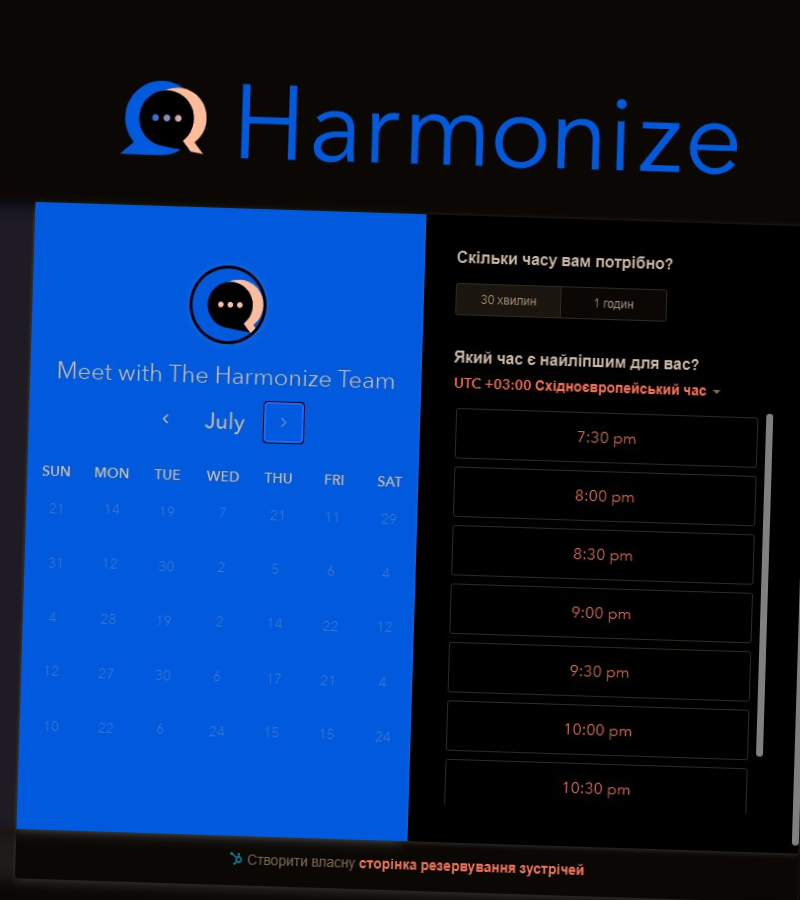 Harmonize
Meet with The Harmonize Team
July
SUN MON TUE WED THU FRI SAT
21 14 19 7 21 11 29
31 12 30 2 5 6 4
4 28 19 2 14 22 12
12 27 30 6 17 21 4
10 22 6 24 15 15 24
Скільки часу вам потрібно?
30 хвилин 1 годин
Який час є найліпшим для вас?
UTC +03:00 Східноєвропейський час
7:30 pm
8:00 pm
8:30 pm
9:00 pm
9:30 pm
10:00 pm
10:30 pm
Створити власну сторінка резервування зустрічей